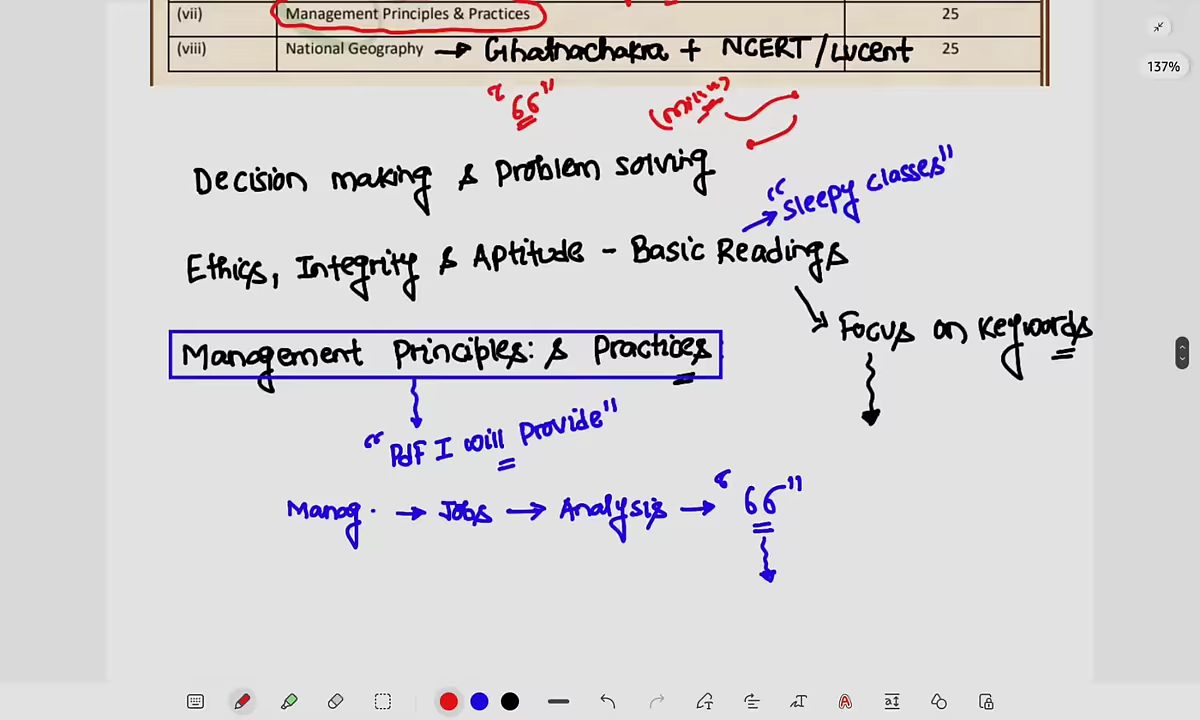 (vii) Management Principles & Practices 25
(viii) National Geography → Ghatnachakra + NCERT/Lucent 25
137%
"66"
Decision making & Problem solving
"Sleepy classes"
Ethics, Integrity & Aptitude - Basic Readings
Focus on Keywords
Management Principles: & Practices
"Pdf I will Provide"
Manag. → Jobs → Analysis → "66"